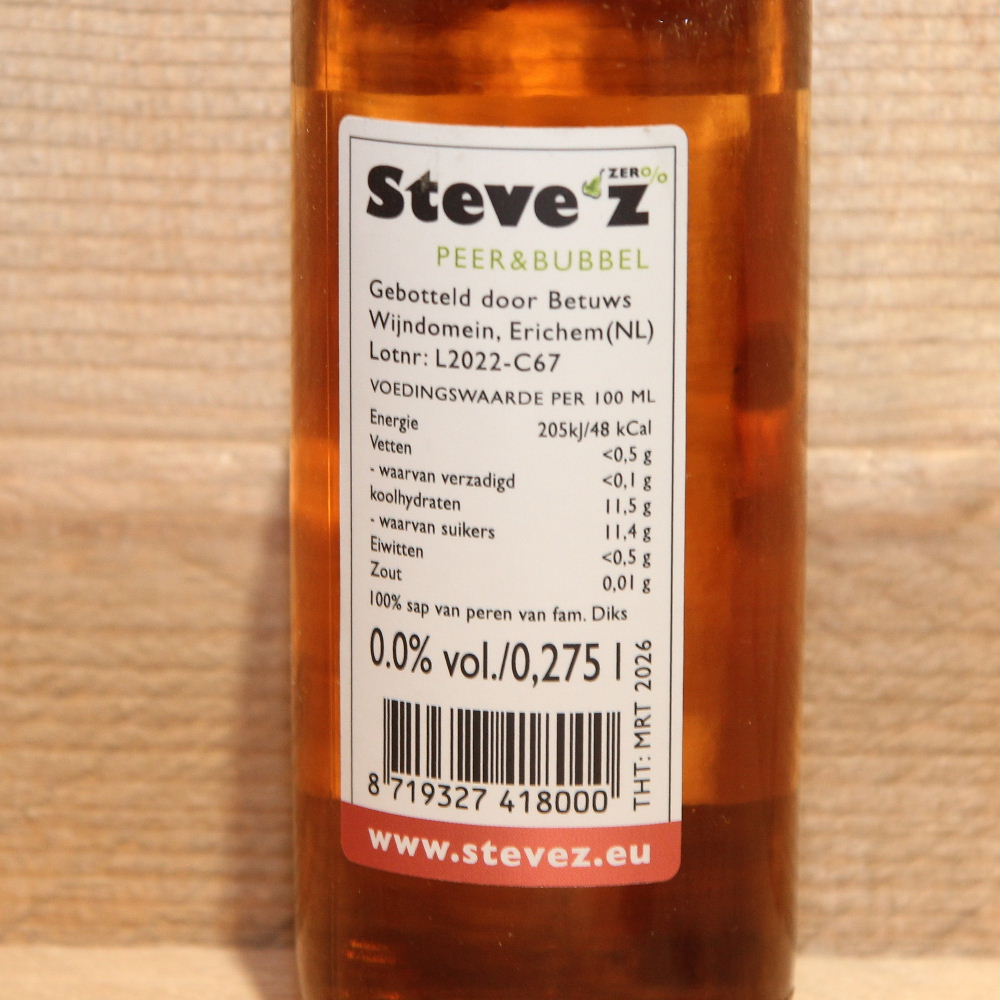 Steve'z ZERO%
PEER&BUBBEL
Gebotteld door Betuws
Wijndomein, Erichem(NL)
Lotnr: L2022-C67
VOEDINGSWAARDE PER 100 ML
Energie 205kJ/48 kCal
Vetten <0,5 g
- waarvan verzadigd <0,1 g
koolhydraten 11,5 g
- waarvan suikers 11,4 g
Eiwitten <0,5 g
Zout 0,01 g
100% sap van peren van fam. Diks
0.0% vol./0,275 l
THT: MRT 2026
8 719327 418000
www.stevez.eu